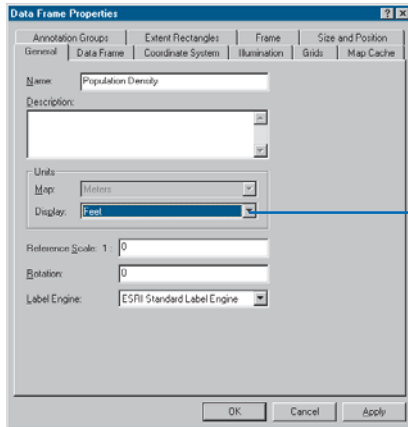 Data Frame Properties
Annotation Groups Extent Rectangles Frame Size and Position
General Data Frame Coordinate System Illumination Grids Map Cache
Name: Population Density
Description:
Units
Map: Meters
Display: Feet
Reference Scale: 1 : 0
Rotation: 0
Label Engine: ESRI Standard Label Engine
OK Cancel Apply